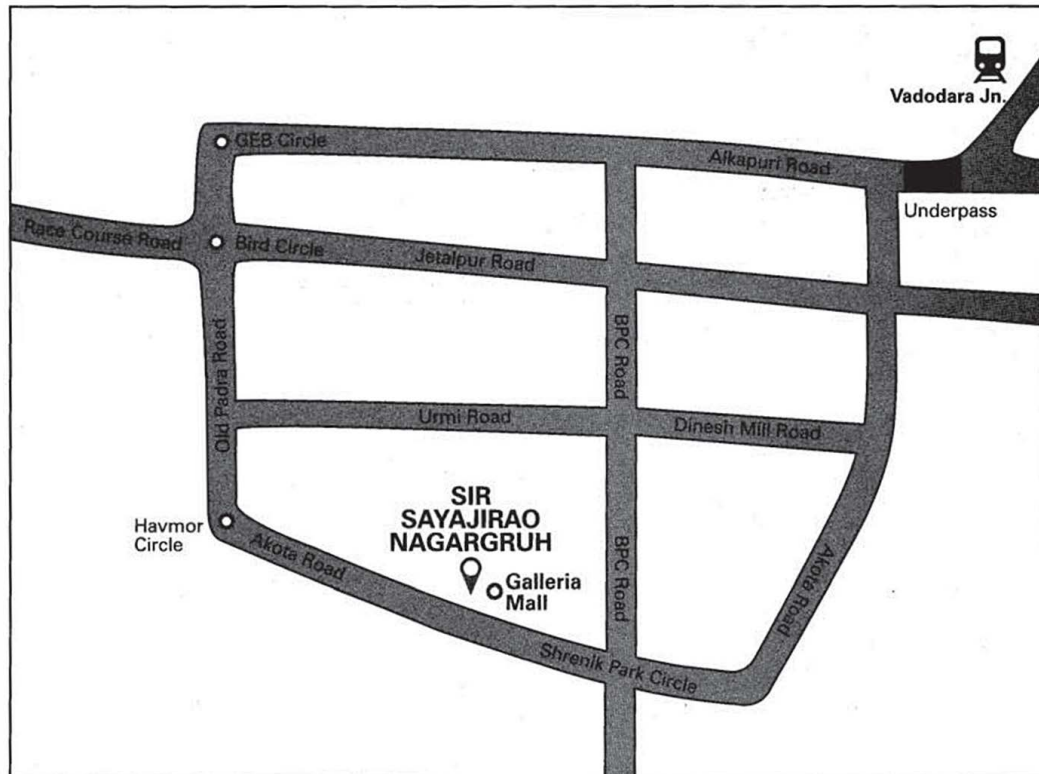 Vadodara Jn.
GEB Circle
Alkapuri Road
Underpass
Race Course Road
Bird Circle
Jetalpur Road
BPC Road
Old Padra Road
Urmi Road
Dinesh Mill Road
SIR
SAYAJIRAO
NAGARGRUH
Havmor
Circle
Akota Road
Galleria
Mall
BPC Road
Akota Road
Shrenik Park Circle